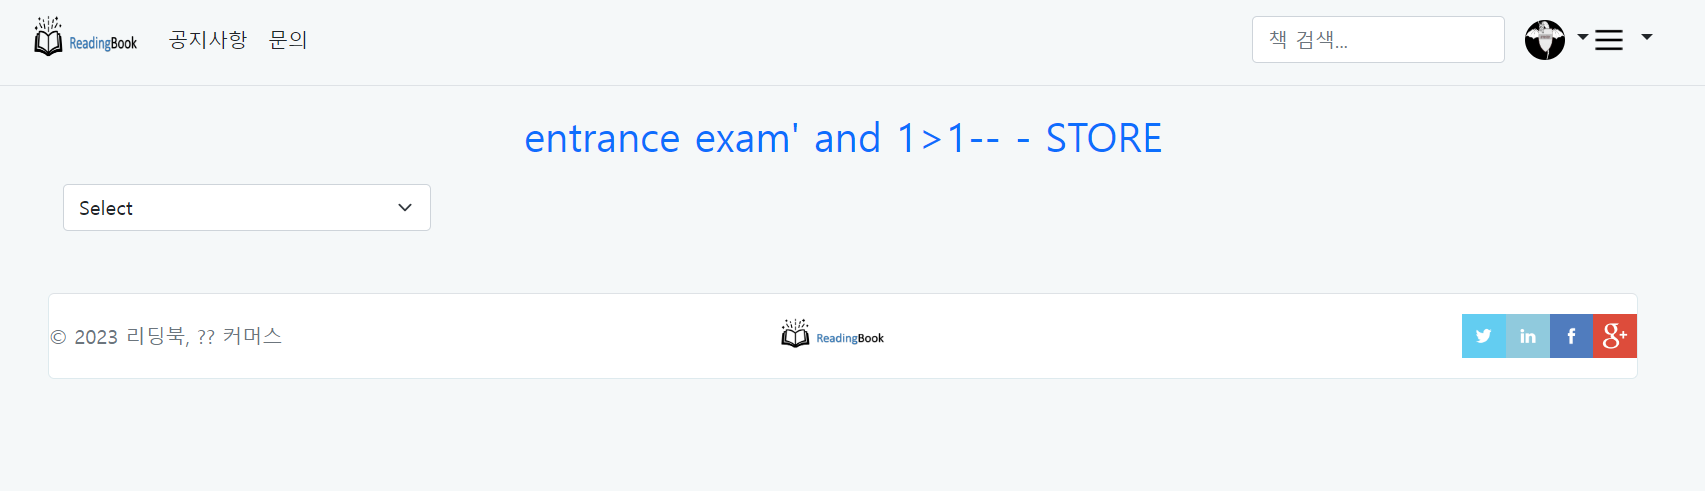 ReadingBook 공지사항 문의 책 검색...
entrance exam' and 1>1-- - STORE
Select
© 2023 리딩북, ?? 커머스 ReadingBook in f g+